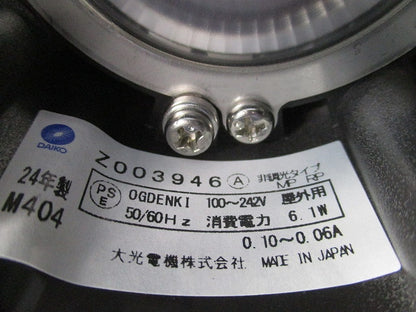 DAIKO
Z003946 A 非調光タイプ
MP RP
24年製
M404
PS E OGDENKI 100～242V 屋外用
50/60Hz 消費電力 6.1W
0.10～0.06A
大光電機株式会社 MADE IN JAPAN